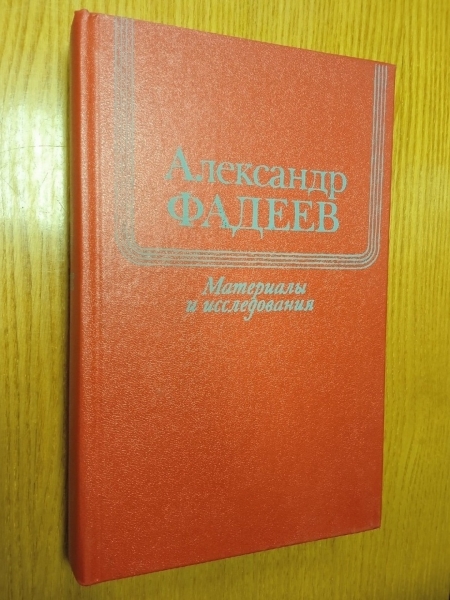 Александр
ФАДЕЕВ
Материалы
и исследования